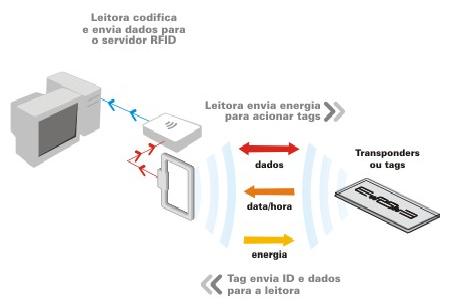 Leitora codifica
e envia dados para
o servidor RFID
Leitora envia energia
para acionar tags
dados
data/hora
energia
Transponders
ou tags
Tag envia ID e dados
para a leitora